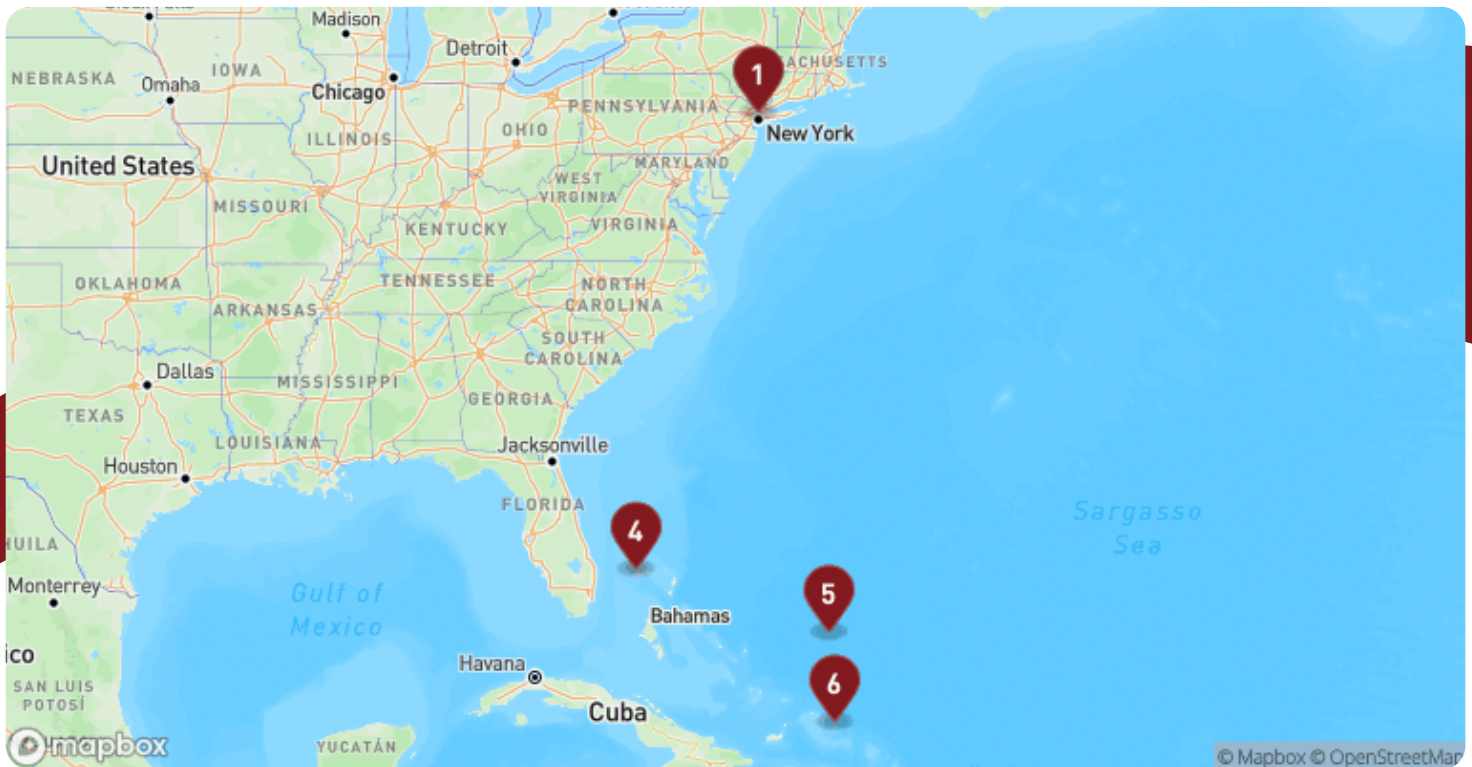 Madison
Detroit
ACHUSETTS
NEBRASKA
IOWA
Omaha
Chicago
1
PENNSYLVANIA
New York
OHIO
ILLINOIS
United States
MARYLAND
WEST
VIRGINIA
MISSOURI
KENTUCKY
VIRGINIA
OKLAHOMA
TENNESSEE
NORTH
CAROLINA
ARKANSAS
SOUTH
CAROLINA
Dallas
MISSISSIPPI
GEORGIA
TEXAS
LOUISIANA
Jacksonville
Houston
FLORIDA
Sargasso
Sea
4
HUILA
Monterrey
Gulf of
Mexico
5
Bahamas
ico
Havana
SAN LUIS
POTOSÍ
6
Cuba
YUCATÁN
mapbox
© Mapbox © OpenStreetMap